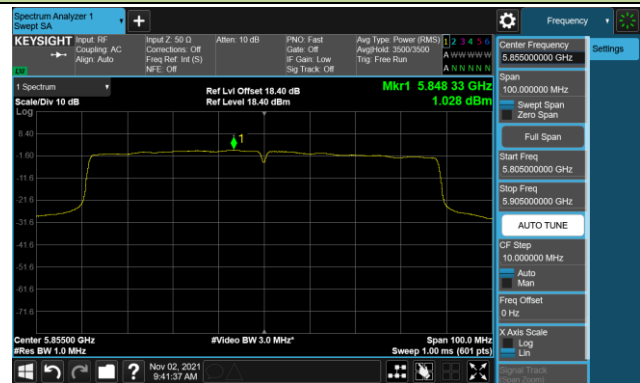 Spectrum Analyzer 1
Swept SA
Frequency
KEYSIGHT
Input: RF
Coupling: AC
Align: Auto
Input Z: 50 Ω
Corrections: Off
Freq Ref: Int (S)
NFE: Off
Atten: 10 dB
PNO: Fast
Gate: Off
IF Gain: Low
Sig Track: Off
Avg Type: Power (RMS)
Avg|Hold: 3500/3500
Trig: Free Run
1 2 3 4 5 6
A W W W W W
A N N N N N
1 Spectrum
Scale/Div 10 dB
Log
Ref Lvl Offset 18.40 dB
Ref Level 18.40 dBm
Mkr1 5.848 33 GHz
1.028 dBm
1
8.40
-1.60
-11.6
-21.6
-31.6
-41.6
-51.6
-61.6
-71.6
Center 5.85500 GHz
#Res BW 1.0 MHz
#Video BW 3.0 MHz*
Span 100.0 MHz
Sweep 1.00 ms (601 pts)
Nov 02, 2021
9:41:37 AM
Settings
Center Frequency
5.855000000 GHz
Span
100.000000 MHz
Swept Span
Zero Span
Full Span
Start Freq
5.805000000 GHz
Stop Freq
5.905000000 GHz
AUTO TUNE
CF Step
10.000000 MHz
Auto
Man
Freq Offset
0 Hz
X Axis Scale
Log
Lin
Signal Track
(Span Zoom)